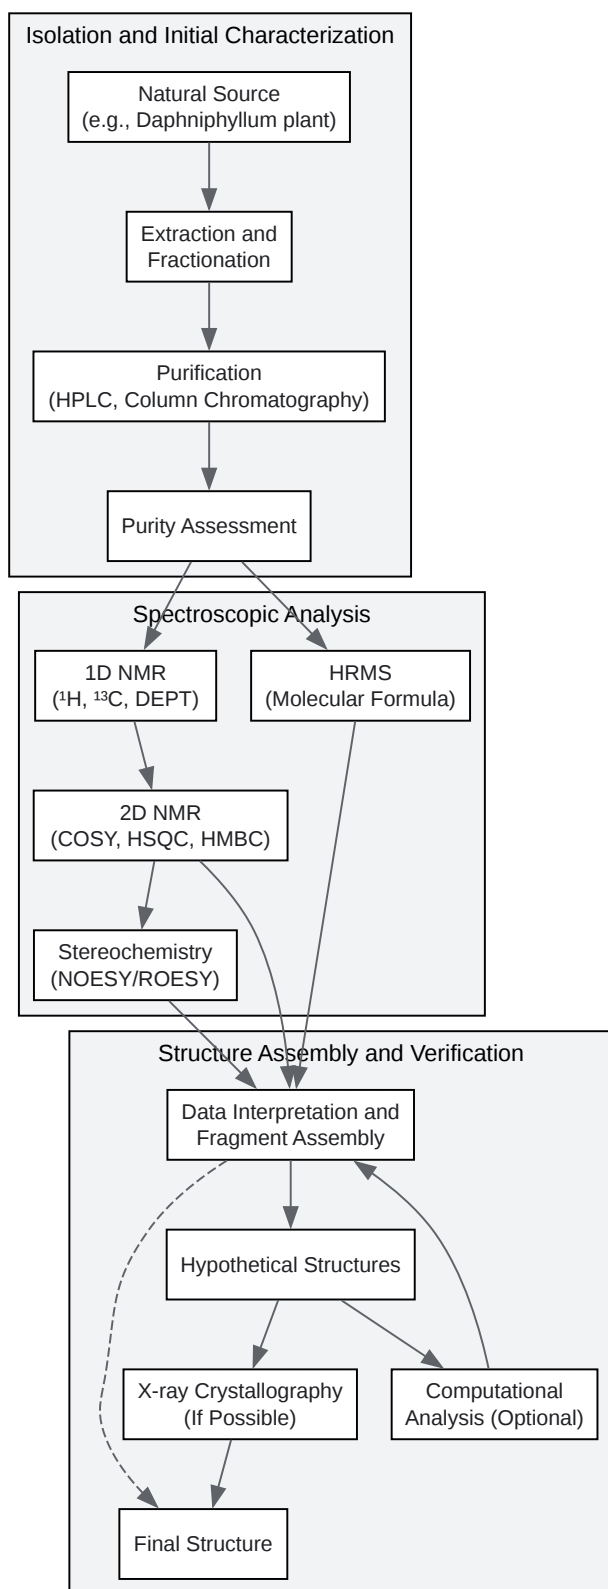 Isolation and Initial Characterization
Natural Source
(e.g., Daphniphyllum plant)
Extraction and
Fractionation
Purification
(HPLC, Column Chromatography)
Purity Assessment
Spectroscopic Analysis
1D NMR
(¹H, ¹³C, DEPT)
HRMS
(Molecular Formula)
2D NMR
(COSY, HSQC, HMBC)
Stereochemistry
(NOESY/ROESY)
Structure Assembly and Verification
Data Interpretation and
Fragment Assembly
Hypothetical Structures
X-ray Crystallography
(If Possible)
Computational
Analysis (Optional)
Final Structure